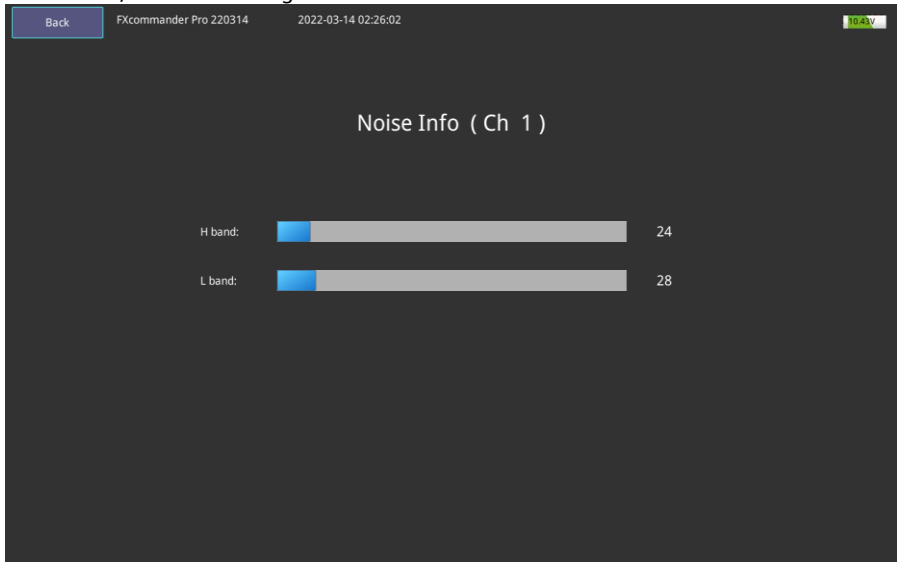 Back
FXcommander Pro 220314
2022-03-14 02:26:02
10.43V
Noise Info ( Ch 1 )
H band:
24
L band:
28